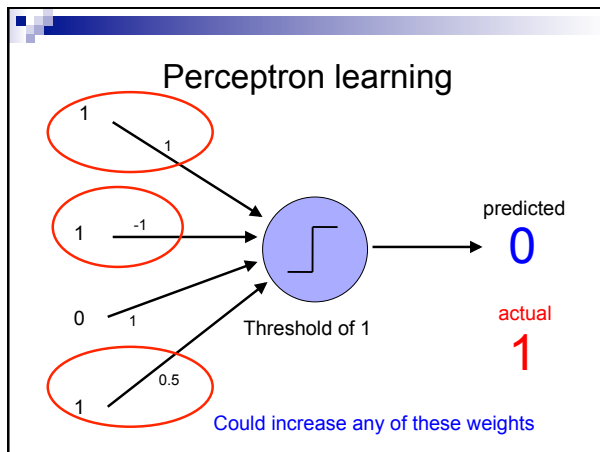 Perceptron learning
1
1
1
-1
0
1
1
0.5
Threshold of 1
predicted
0
actual
1
Could increase any of these weights